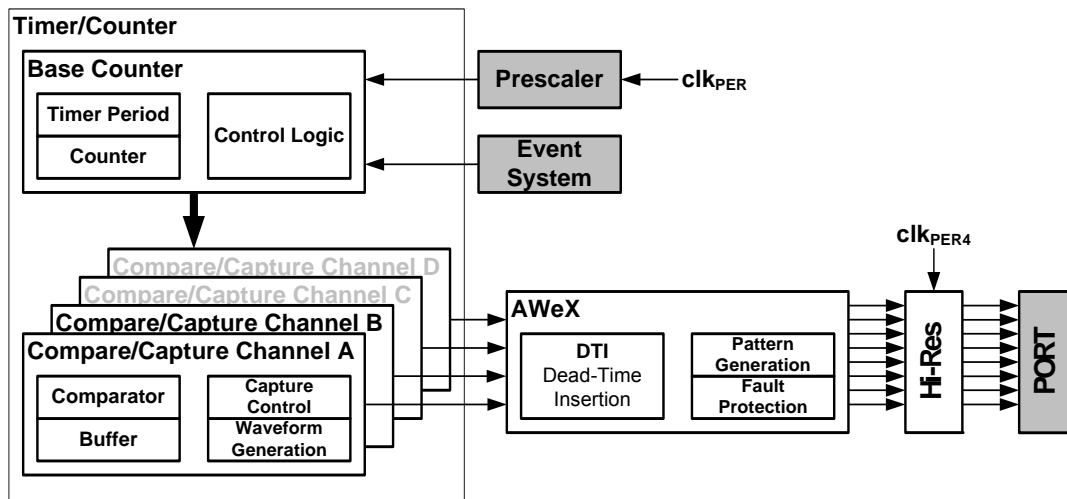 Timer/Counter
Base Counter
Timer Period
Counter
Control Logic
Prescaler
clkPER
Event
System
Compare/Capture Channel D
Compare/Capture Channel C
Compare/Capture Channel B
Compare/Capture Channel A
Comparator
Buffer
Capture
Control
Waveform
Generation
AWeX
DTI
Dead-Time
Insertion
Pattern
Generation
Fault
Protection
clkPER4
Hi-Res
PORT